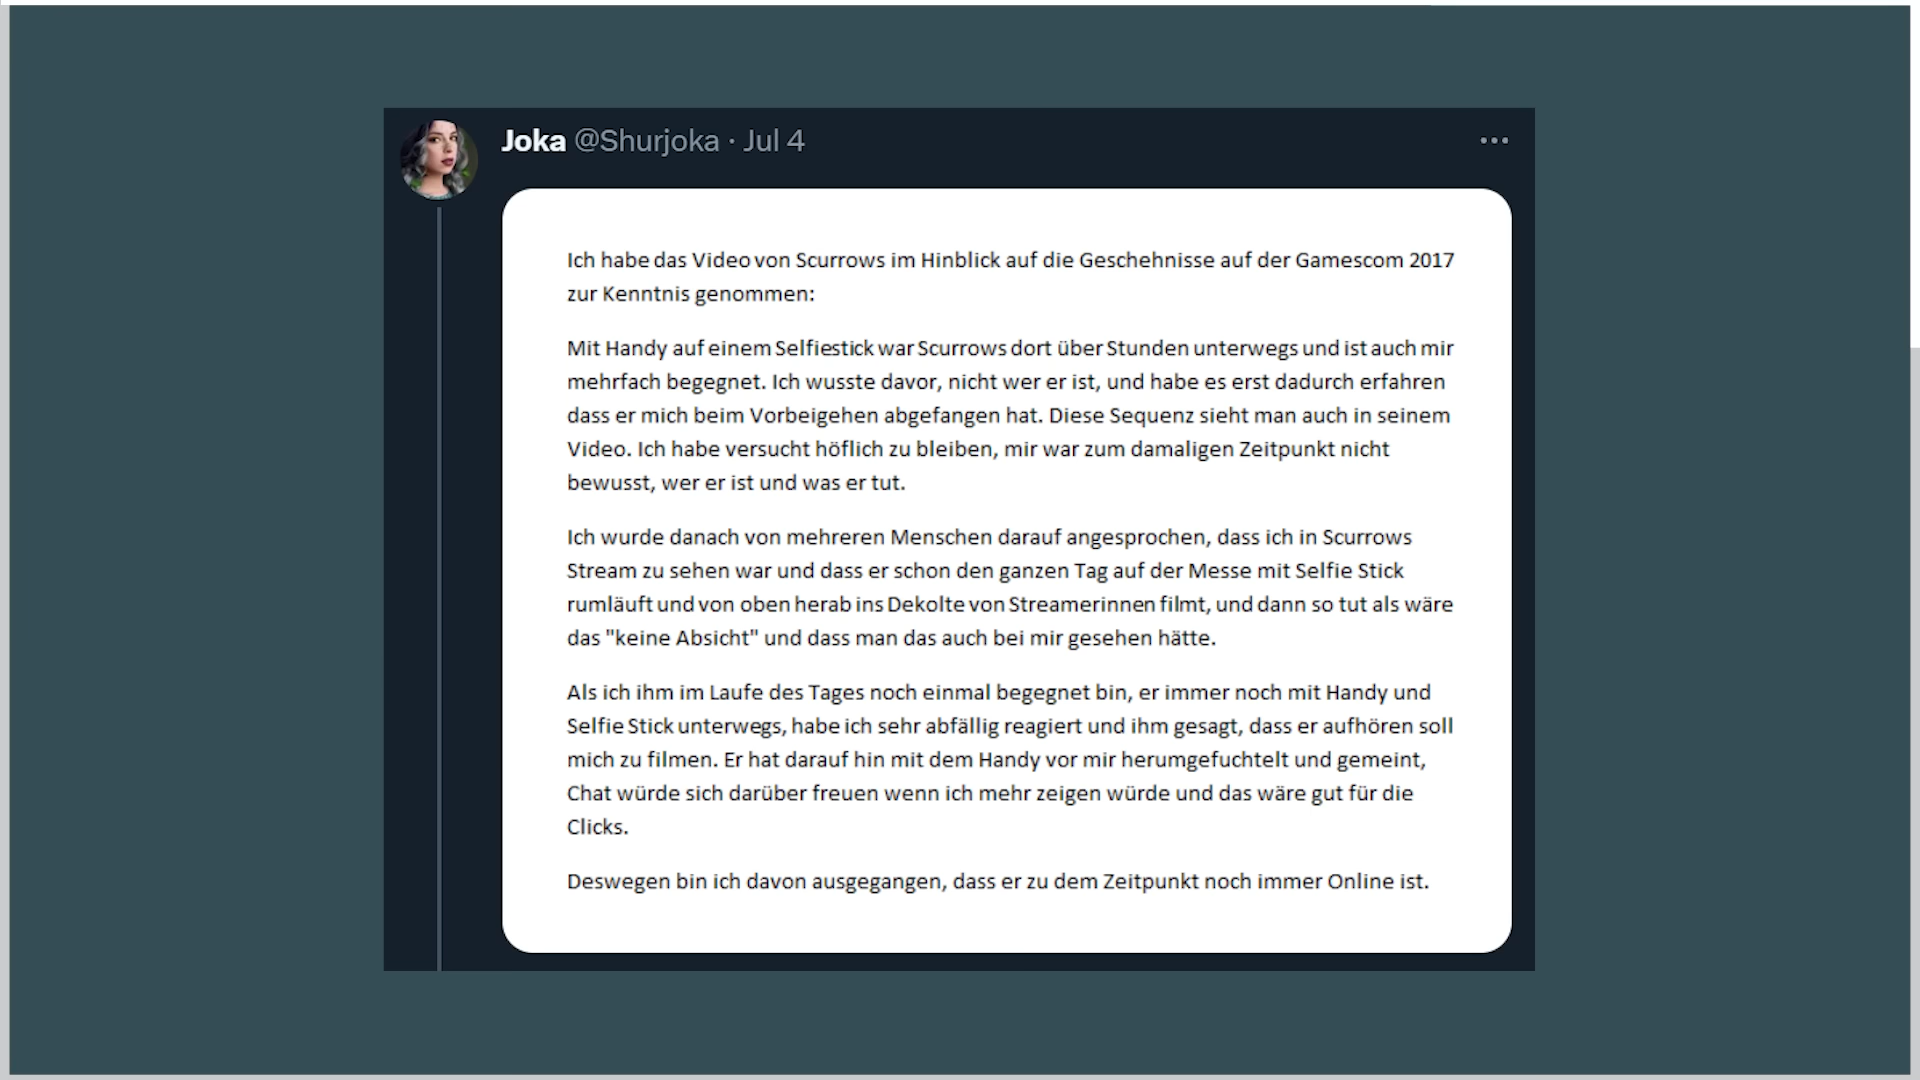 Joka @Shurjoka · Jul 4
Ich habe das Video von Scurrows im Hinblick auf die Geschehnisse auf der Gamescom 2017
zur Kenntnis genommen:
Mit Handy auf einem Selfiestick war Scurrows dort über Stunden unterwegs und ist auch mir
mehrfach begegnet. Ich wusste davor, nicht wer er ist, und habe es erst dadurch erfahren
dass er mich beim Vorbeigehen abgefangen hat. Diese Sequenz sieht man auch in seinem
Video. Ich habe versucht höflich zu bleiben, mir war zum damaligen Zeitpunkt nicht
bewusst, wer er ist und was er tut.
Ich wurde danach von mehreren Menschen darauf angesprochen, dass ich in Scurrows
Stream zu sehen war und dass er schon den ganzen Tag auf der Messe mit Selfie Stick
rumläuft und von oben herab ins Dekolte von Streamerinnen filmt, und dann so tut als wäre
das "keine Absicht" und dass man das auch bei mir gesehen hätte.
Als ich ihm im Laufe des Tages noch einmal begegnet bin, er immer noch mit Handy und
Selfie Stick unterwegs, habe ich sehr abfällig reagiert und ihm gesagt, dass er aufhören soll
mich zu filmen. Er hat darauf hin mit dem Handy vor mir herumgefuchtelt und gemeint,
Chat würde sich darüber freuen wenn ich mehr zeigen würde und das wäre gut für die
Clicks.
Deswegen bin ich davon ausgegangen, dass er zu dem Zeitpunkt noch immer Online ist.